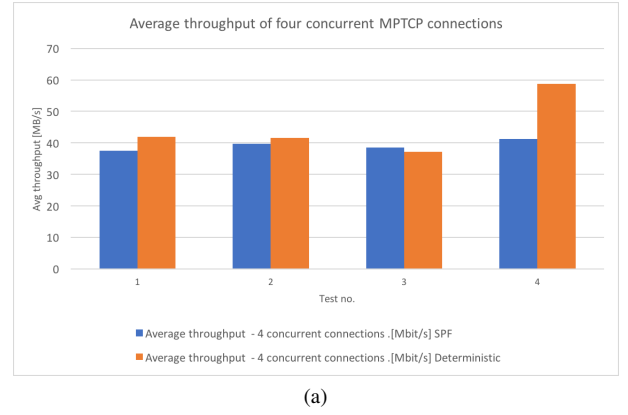 Average throughput of four concurrent MPTCP connections
Avg throughput [MB/s]
70
60
50
40
30
20
10
0
1 2 3 4
Test no.
Average throughput - 4 concurrent connections .[Mbit/s] SPF
Average throughput - 4 concurrent connections .[Mbit/s] Deterministic
(a)